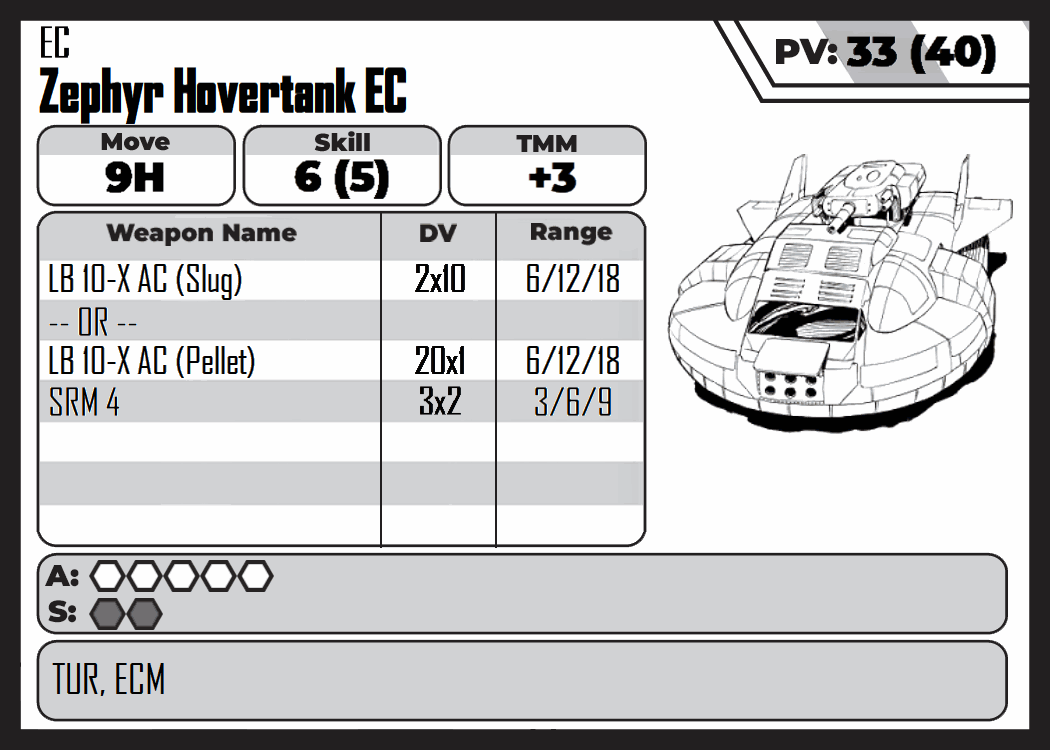 EC
Zephyr Hovertank EC
PV: 33 (40)
Move Skill TMM
9H 6 (5) +3
Weapon Name DV Range
LB 10-X AC (Slug) 2x10 6/12/18
-- OR --
LB 10-X AC (Pellet) 20x1 6/12/18
SRM 4 3x2 3/6/9
A:
S:
TUR, ECM